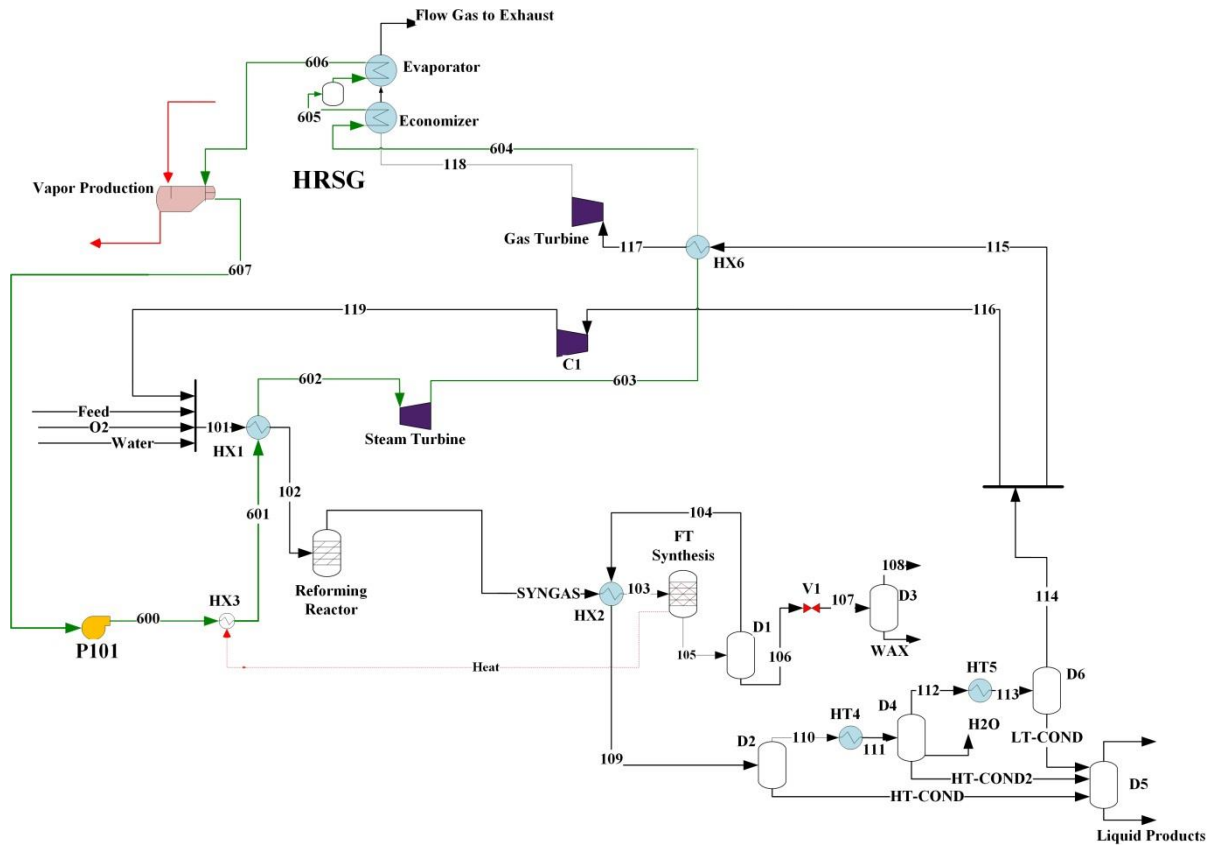 Flow Gas to Exhaust
606
Evaporator
605
Economizer
604
118
HRSG
Vapor Production
Gas Turbine
117
115
HX6
607
119
116
C1
602
603
Feed
O2
101
Water
HX1
Steam Turbine
102
601
104
FT
Synthesis
108
Reforming
Reactor
SYNGAS
103
HX2
V1
107
D3
114
HX3
600
P101
D1
105
106
WAX
Heat
HT5
D6
112
113
D4
HT4
H2O
LT-COND
D2
110
111
109
HT-COND2
D5
HT-COND
Liquid Products